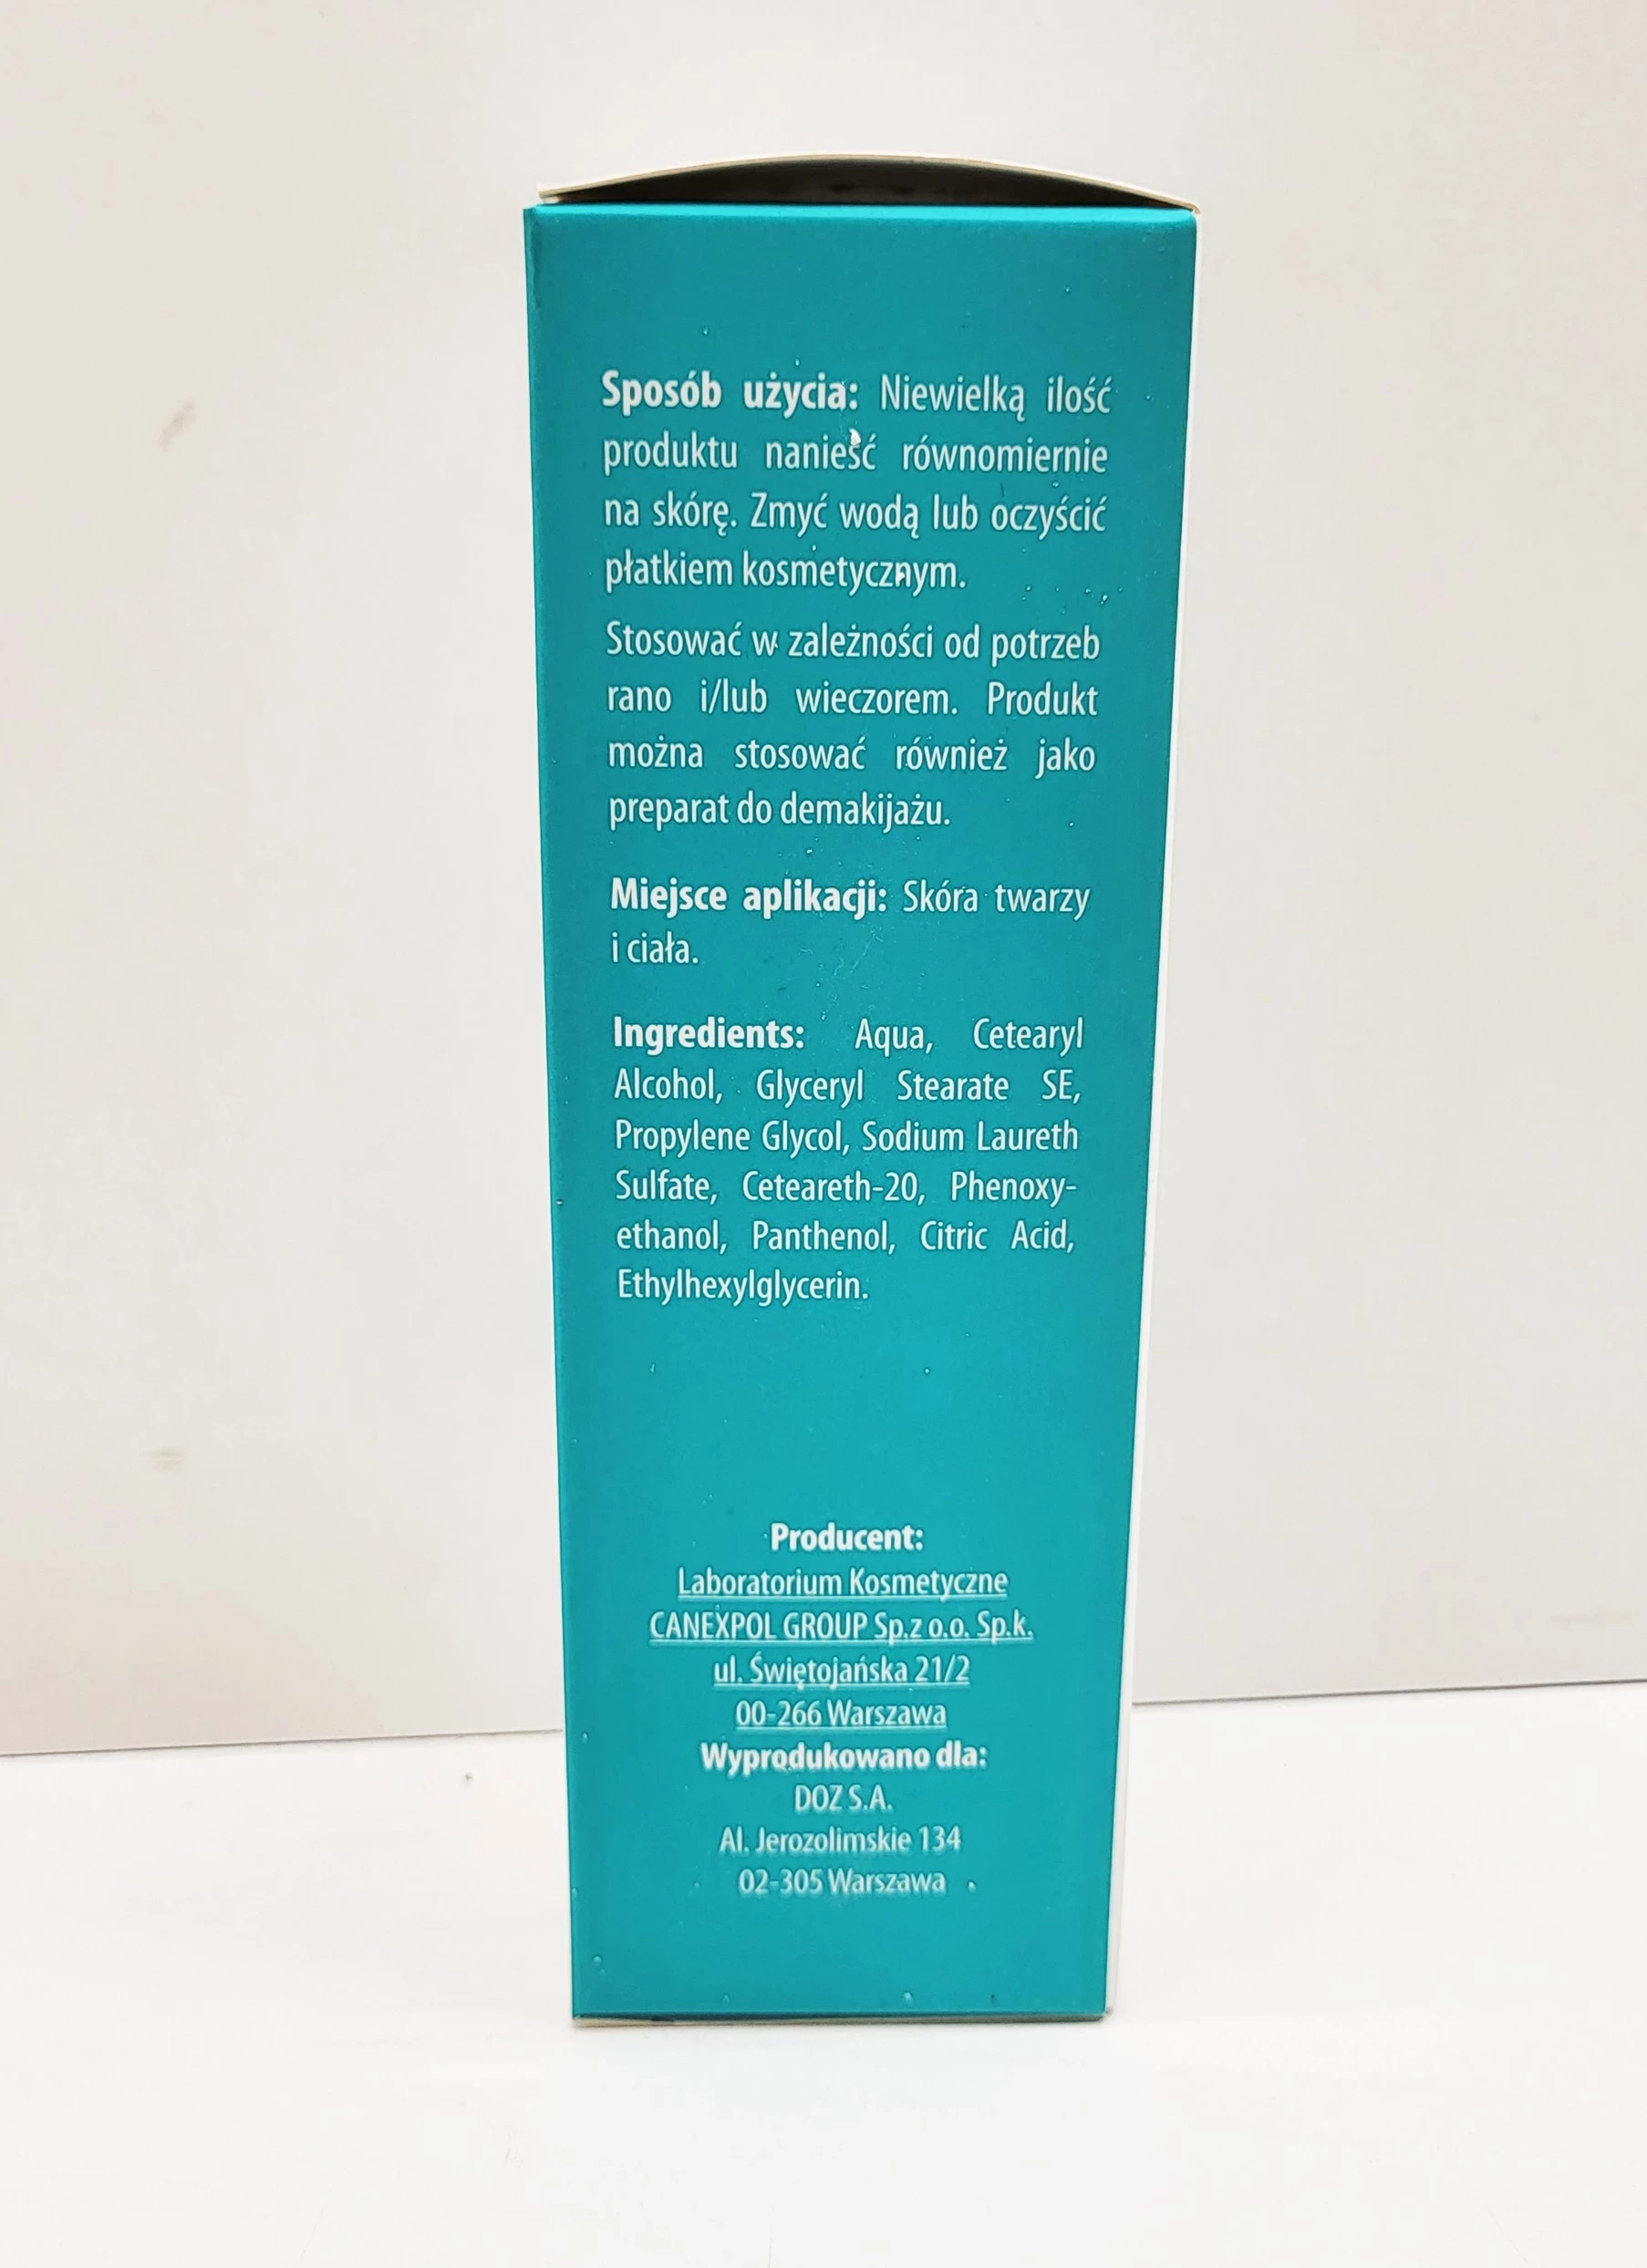 Sposób użycia: Niewielką ilość
produktu nanieść równomiernie
na skórę. Zmyć wodą lub oczyścić
płatkiem kosmetycznym.
Stosować w zależności od potrzeb
rano i/lub wieczorem. Produkt
można stosować również jako
preparat do demakijażu.
Miejsce aplikacji: Skóra twarzy
i ciała.
Ingredients: Aqua, Cetearyl
Alcohol, Glyceryl Stearate SE,
Propylene Glycol, Sodium Laureth
Sulfate, Ceteareth-20, Phenoxy-
ethanol, Panthenol, Citric Acid,
Ethylhexylglycerin.
Producent:
Laboratorium Kosmetyczne
CANEXPOL GROUP Sp.z o.o. Sp.k.
ul. Świętojańska 21/2
00-266 Warszawa
Wyprodukowano dla:
DOZ S.A.
Al. Jerozolimskie 134
02-305 Warszawa